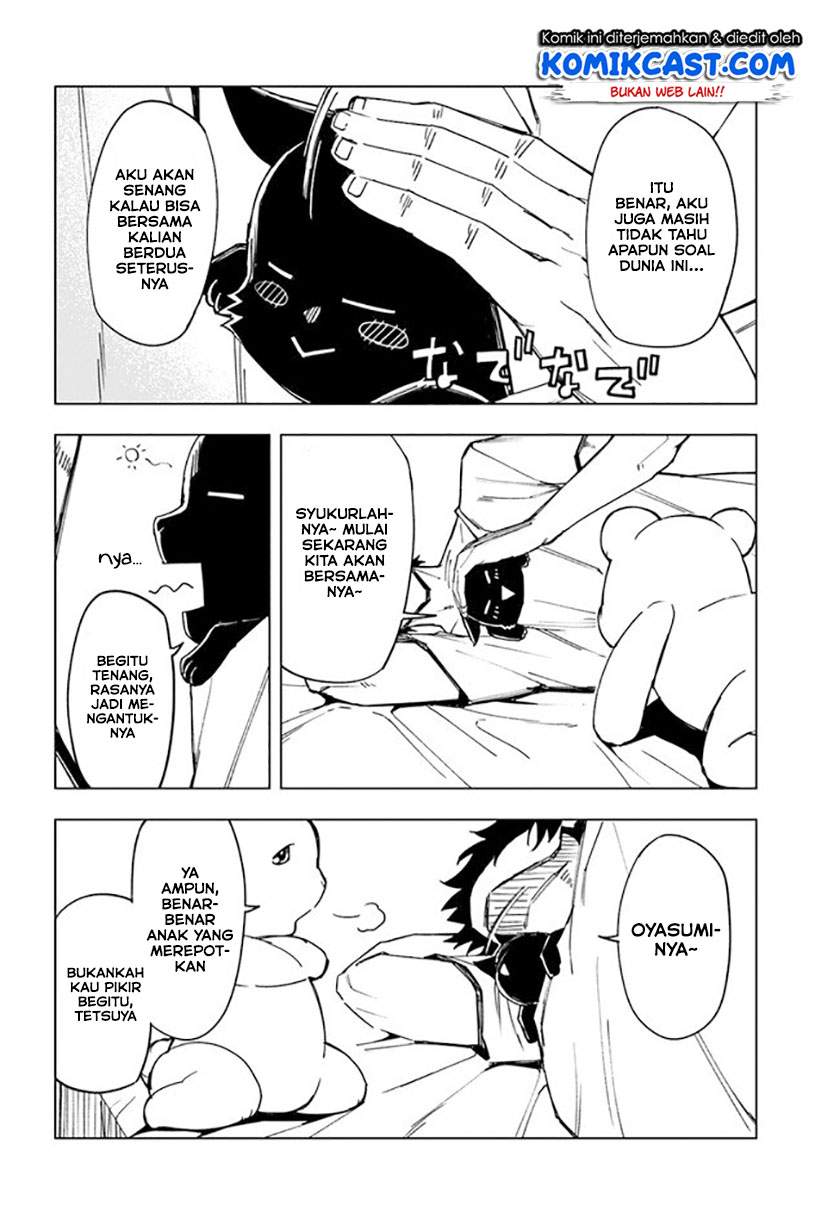 Komik ini diterjemahkan & diedit oleh
KOMIKCAST.COM
BUKAN WEB LAIN!!
ITU
BENAR, AKU
JUGA MASIH
TIDAK TAHU
APAPUN SOAL
DUNIA INI...
AKU AKAN
SENANG
KALAU BISA
BERSAMA
KALIAN
BERDUA
SETERUS-
NYA
なでなで
SYUKURLAH-
NYA~ MULAI
SEKARANG
KITA AKAN
BERSAMA-
NYA~
nya...
BEGITU
TENANG,
RASANYA
JADI ME-
NGANTUK-
NYA
OYASUMI-
NYA~
YA
AMPUN,
BENAR-
BENAR
ANAK YANG
MEREPOT-
KAN
BUKANKAH
KAU PIKIR
BEGITU,
TETSUYA